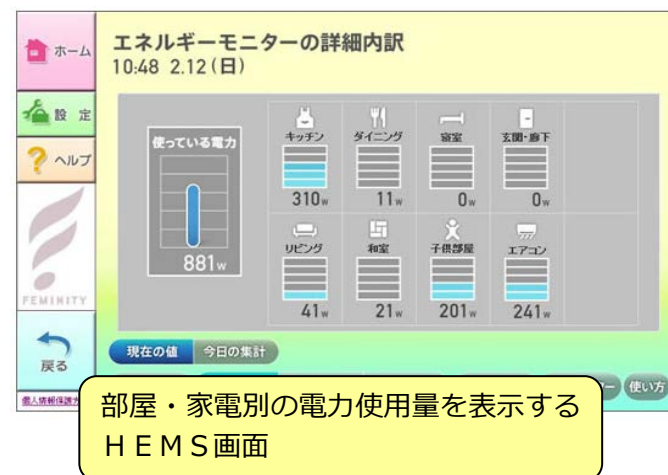 ホーム
設 定
ヘルプ
FEMINITY
戻る
エネルギーモニターの詳細内訳
10:48 2.12(日)
使っている電力
881w
キッチン
310w
ダイニング
11w
寝室
0w
玄関・廊下
0w
リビング
41w
和室
21w
子供部屋
201w
エアコン
241w
現在の値
今日の集計
使い方
部屋・家電別の電力使用量を表示する
ＨＥＭＳ画面